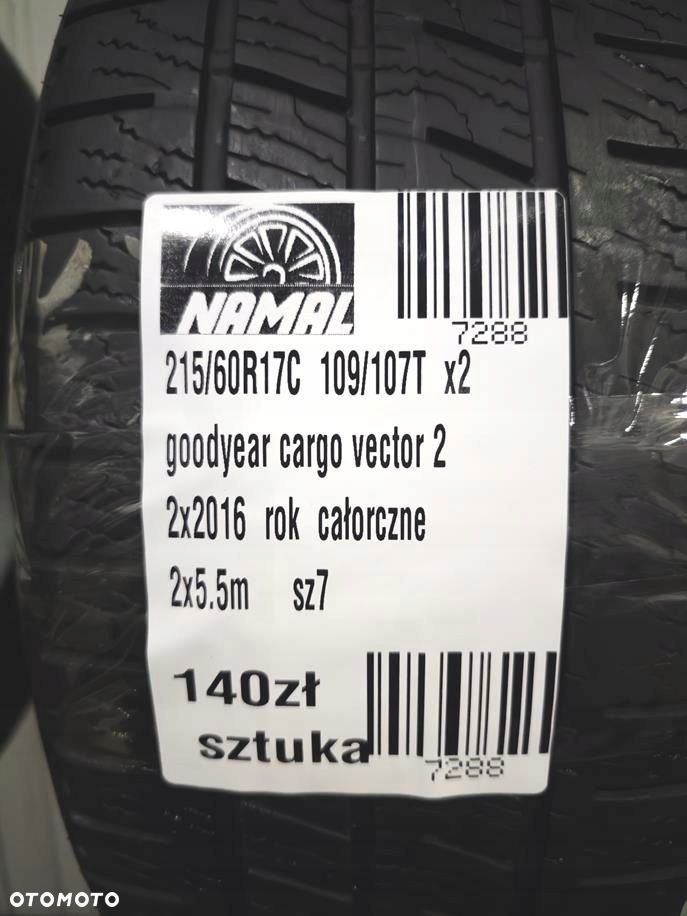 NAMAL
7288
215/60R17C 109/107T x2
goodyear cargo vector 2
2x2016 rok całorczne
2x5.5m sz7
140zł
sztuka
7288
OTOMOTO